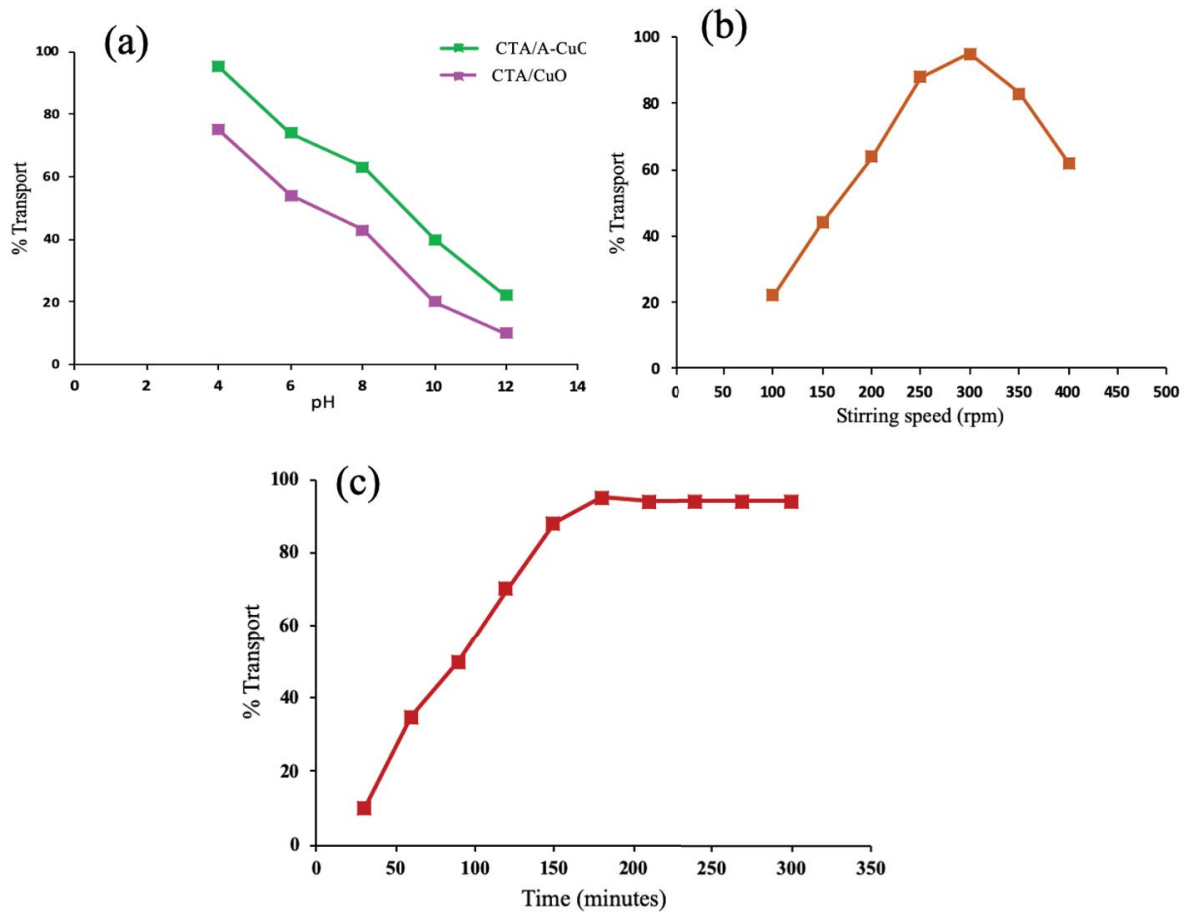 (a)
CTA/A-CuC
CTA/CuO
100
80
60
40
20
0
% Transport
0 2 4 6 8 10 12 14
pH
(b)
100
80
60
40
20
0
% Transport
0 50 100 150 200 250 300 350 400 450 500
Stirring speed (rpm)
(c)
100
80
60
40
20
0
% Transport
0 50 100 150 200 250 300 350
Time (minutes)